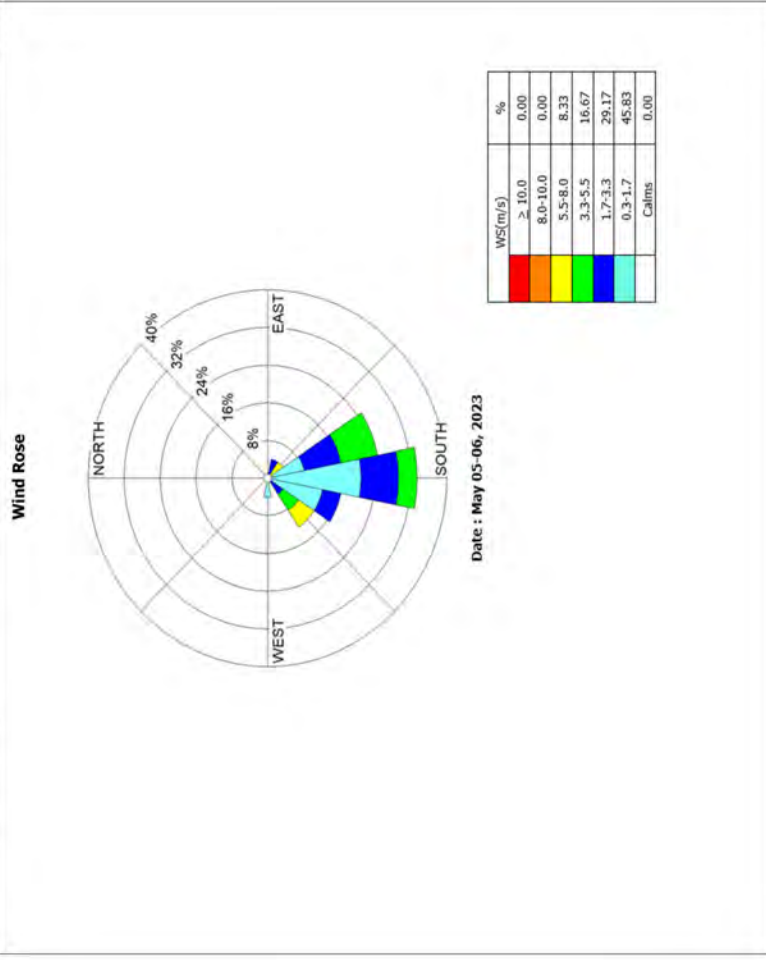 Wind Rose
NORTH
40%
32%
24%
16%
8%
EAST
WEST
SOUTH
Date : May 05-06, 2023
WS(m/s) %
≥ 10.0 0.00
8.0-10.0 0.00
5.5-8.0 8.33
3.3-5.5 16.67
1.7-3.3 29.17
0.3-1.7 45.83
Calms 0.00